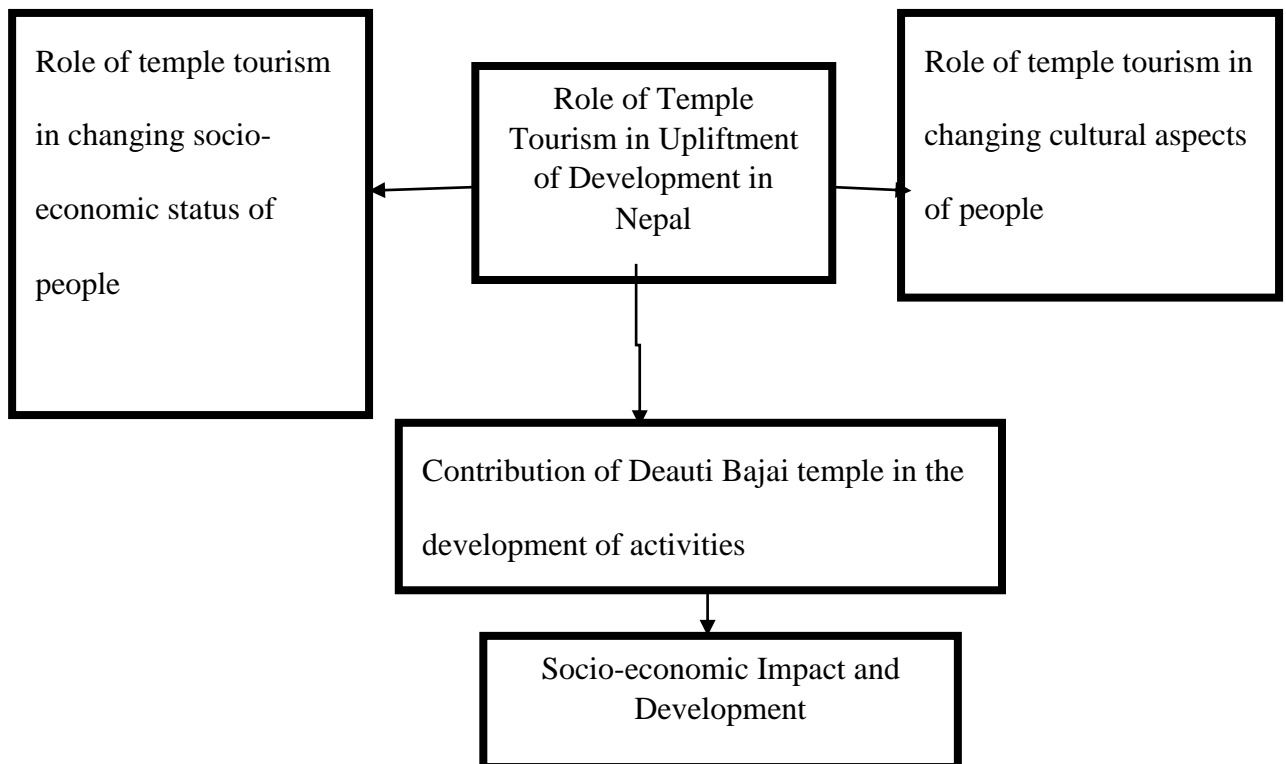 Role of temple tourism
in changing socio-
economic status of
people
Role of Temple
Tourism in Upliftment
of Development in
Nepal
Role of temple tourism in
changing cultural aspects
of people
Contribution of Deauti Bajai temple in the
development of activities
Socio-economic Impact and
Development